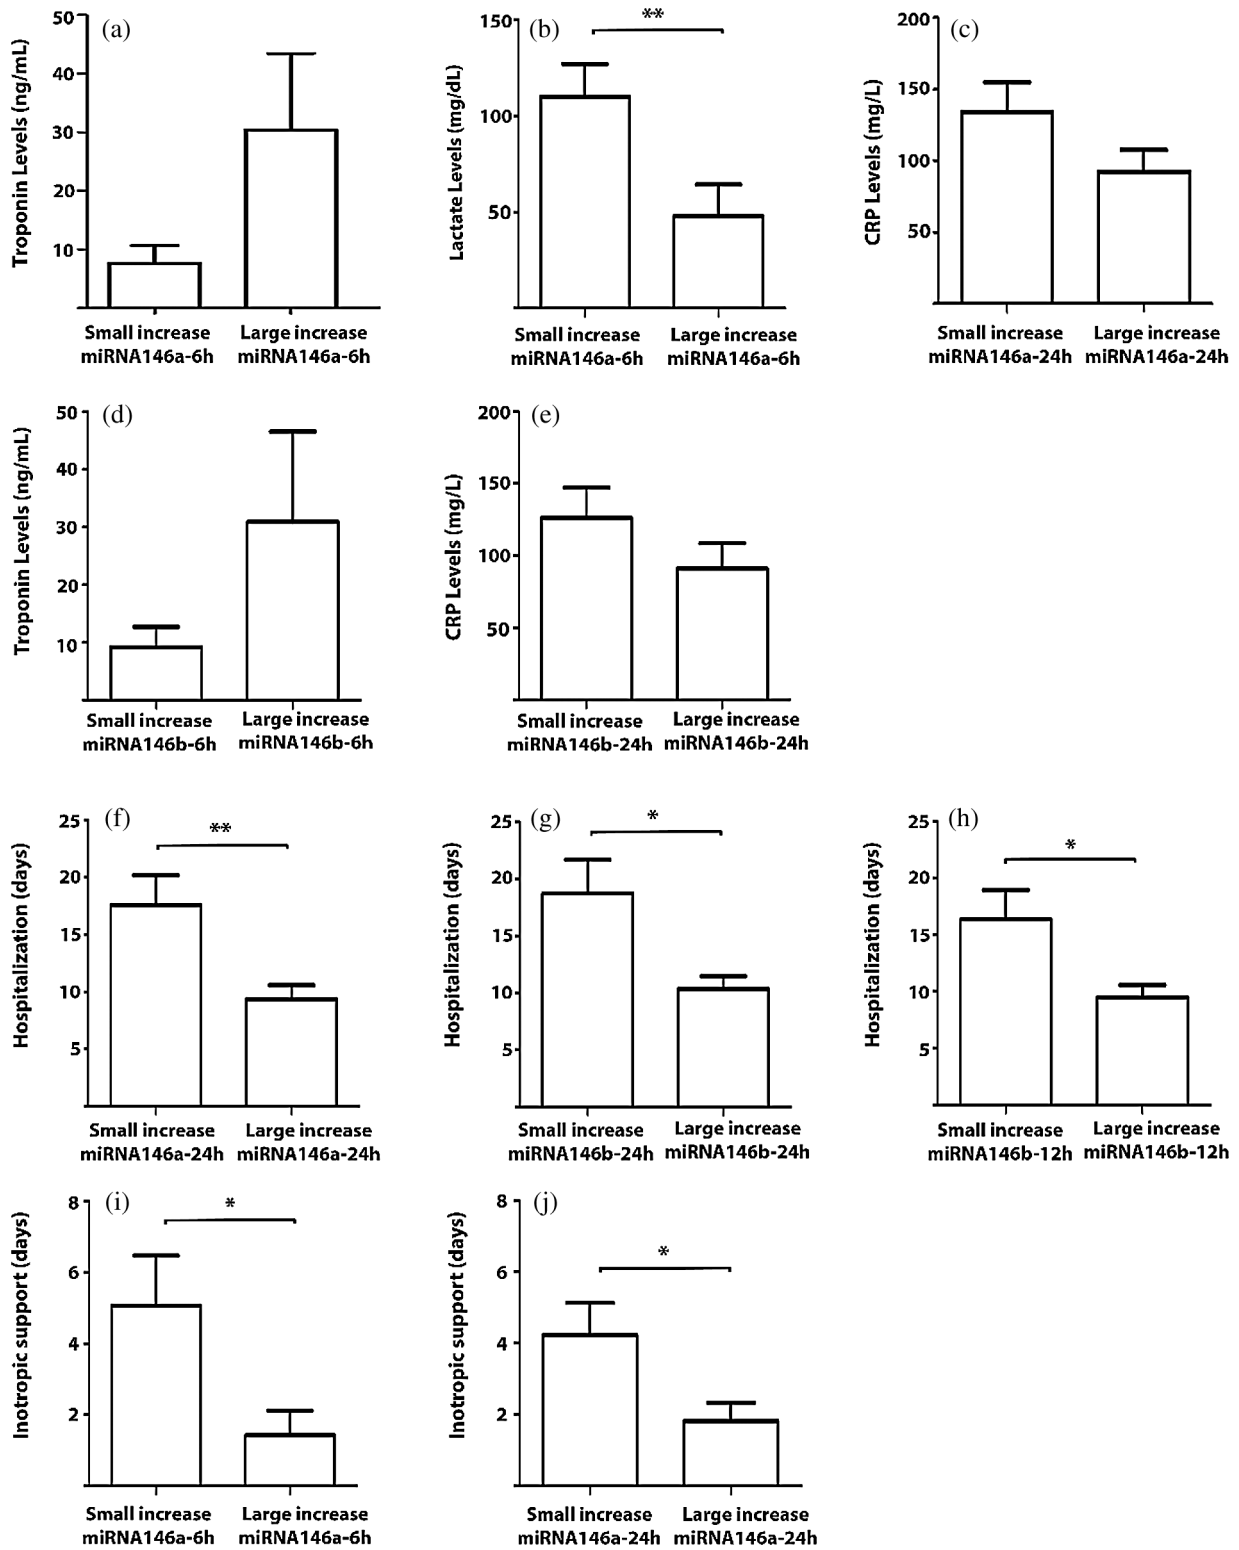 (a)
Troponin Levels (ng/mL)
50
40
30
20
10
Small increase
miRNA146a-6h
Large increase
miRNA146a-6h
(b)
**
Lactate Levels (mg/dL)
150
100
50
Small increase
miRNA146a-6h
Large increase
miRNA146a-6h
(c)
CRP Levels (mg/L)
200
150
100
50
Small increase
miRNA146a-24h
Large increase
miRNA146a-24h
(d)
Troponin Levels (ng/mL)
50
40
30
20
10
Small increase
miRNA146b-6h
Large increase
miRNA146b-6h
(e)
CRP Levels (mg/L)
200
150
100
50
Small increase
miRNA146b-24h
Large increase
miRNA146b-24h
(f)
**
Hospitalization (days)
25
20
15
10
5
Small increase
miRNA146a-24h
Large increase
miRNA146a-24h
(g)
*
Hospitalization (days)
25
20
15
10
5
Small increase
miRNA146b-24h
Large increase
miRNA146b-24h
(h)
*
Hospitalization (days)
25
20
15
10
5
Small increase
miRNA146b-12h
Large increase
miRNA146b-12h
(i)
*
Inotropic support (days)
8
6
4
2
Small increase
miRNA146a-6h
Large increase
miRNA146a-6h
(j)
*
Inotropic support (days)
8
6
4
2
Small increase
miRNA146a-24h
Large increase
miRNA146a-24h